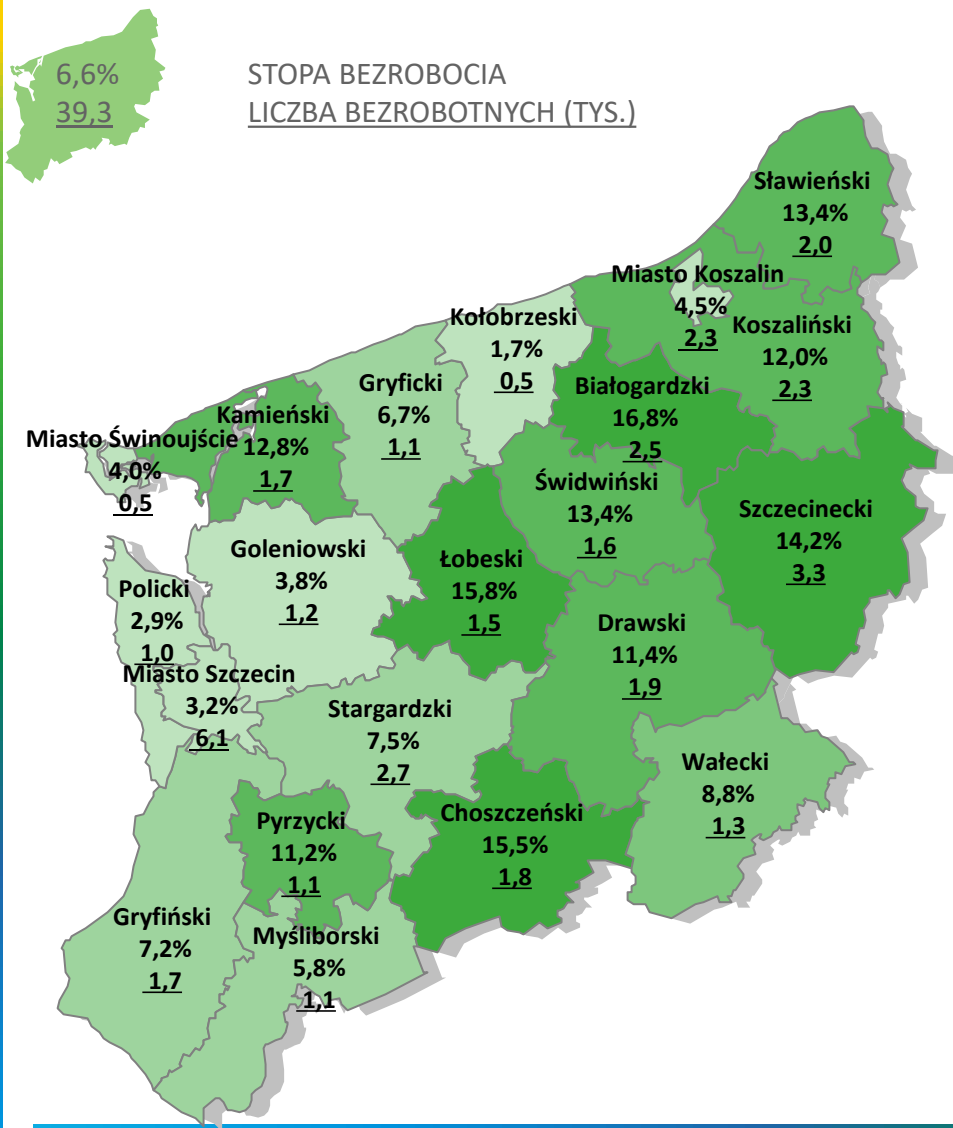 6,6%
39,3
STOPA BEZROBOCIA
LICZBA BEZROBOTNYCH (TYS.)
Sławieński
13,4%
2,0
Miasto Koszalin
4,5%
2,3
Koszaliński
12,0%
2,3
Kołobrzeski
1,7%
0,5
Białogardzki
16,8%
2,5
Gryficki
6,7%
1,1
Kamieński
12,8%
1,7
Miasto Świnoujście
4,0%
0,5
Świdwiński
13,4%
1,6
Szczecinecki
14,2%
3,3
Goleniowski
3,8%
1,2
Łobeski
15,8%
1,5
Policki
2,9%
1,0
Drawski
11,4%
1,9
Miasto Szczecin
3,2%
6,1
Stargardzki
7,5%
2,7
Wałecki
8,8%
1,3
Choszczeński
15,5%
1,8
Pyrzycki
11,2%
1,1
Gryfiński
7,2%
1,7
Myśliborski
5,8%
1,1